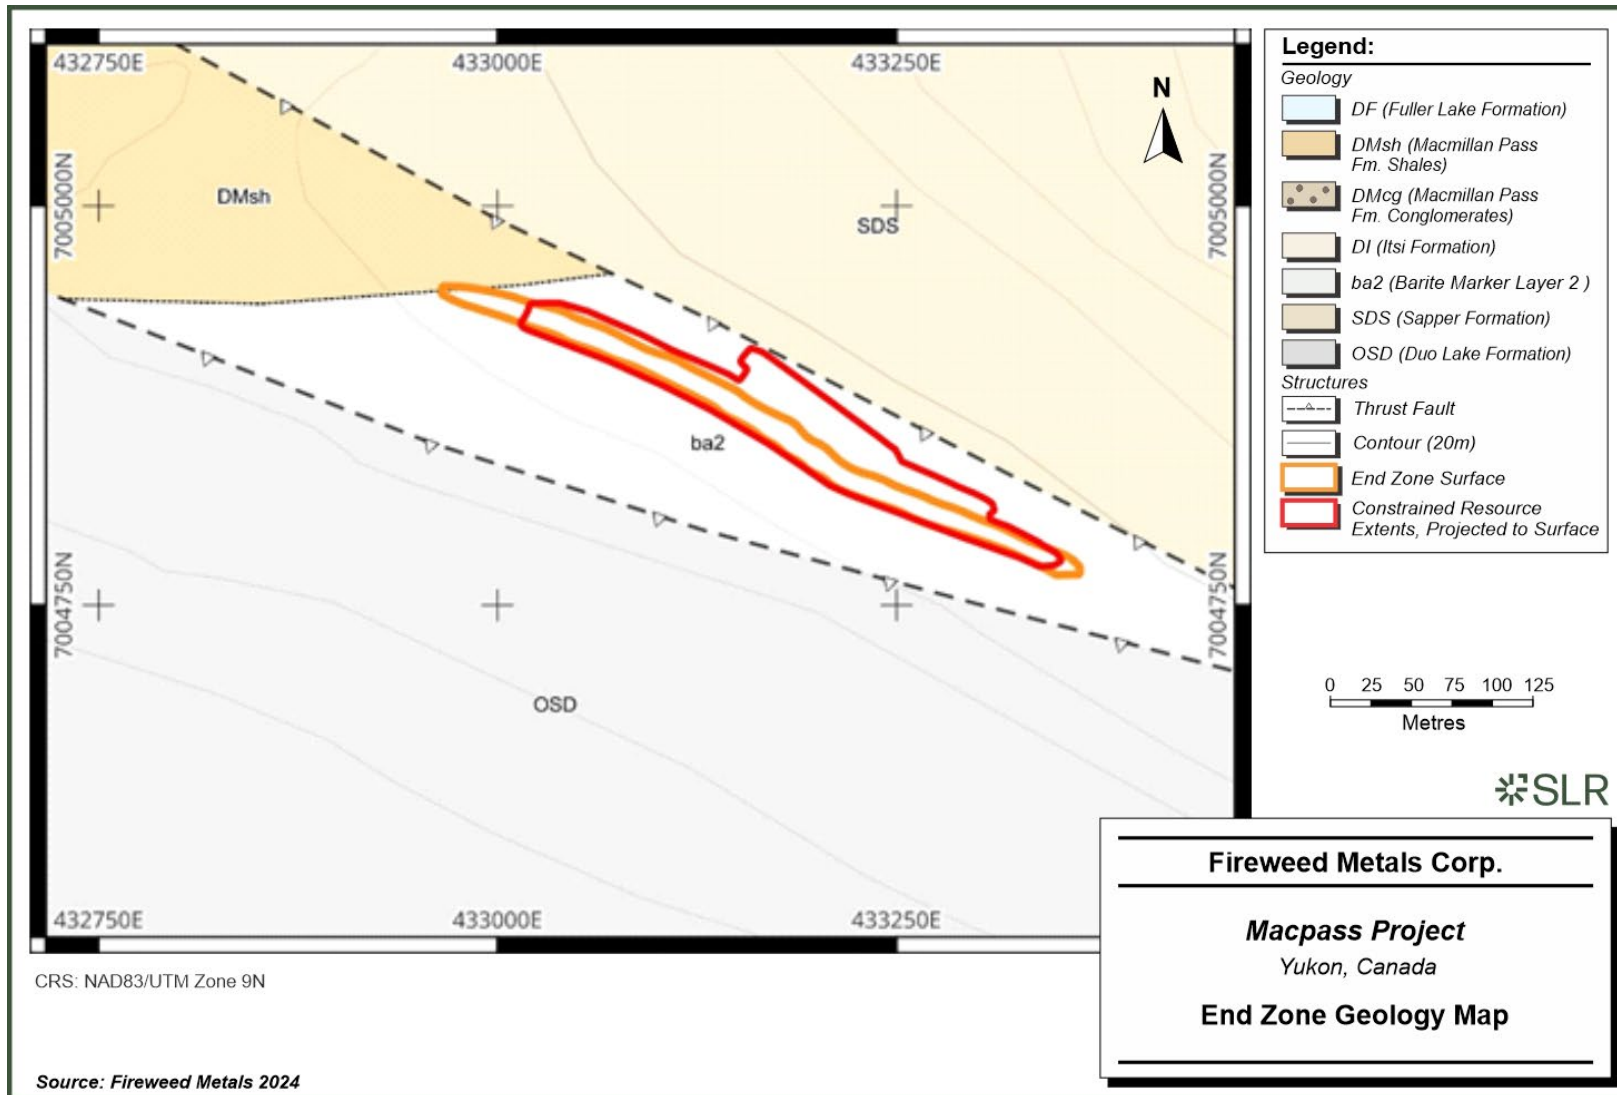 432750E
433000E
433250E
N
7005000N
7005000N
DMsh
SDS
ba2
7004750N
7004750N
OSD
432750E
433000E
433250E
CRS: NAD83/UTM Zone 9N
Source: Fireweed Metals 2024
Legend:
Geology
DF (Fuller Lake Formation)
DMsh (Macmillan Pass
Fm. Shales)
DMcg (Macmillan Pass
Fm. Conglomerates)
DI (Itsi Formation)
ba2 (Barite Marker Layer 2 )
SDS (Sapper Formation)
OSD (Duo Lake Formation)
Structures
Thrust Fault
Contour (20m)
End Zone Surface
Constrained Resource
Extents, Projected to Surface
0 25 50 75 100 125
Metres
SLR
Fireweed Metals Corp.
Macpass Project
Yukon, Canada
End Zone Geology Map